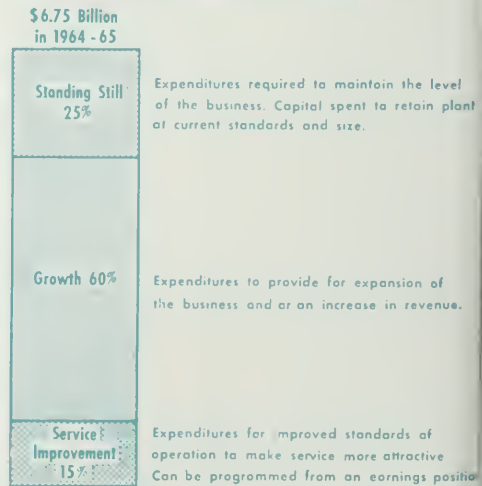 $6.75 Billion
in 1964 - 65
Standing Still
25%
Expenditures required to maintain the level
of the business. Capital spent to retain plant
at current standards and size.
Growth 60%
Expenditures to provide for expansion of
the business and or an increase in revenue.
Service
Improvement
15%
Expenditures for improved standards of
operation to make service more attractive
Can be programmed from an earnings